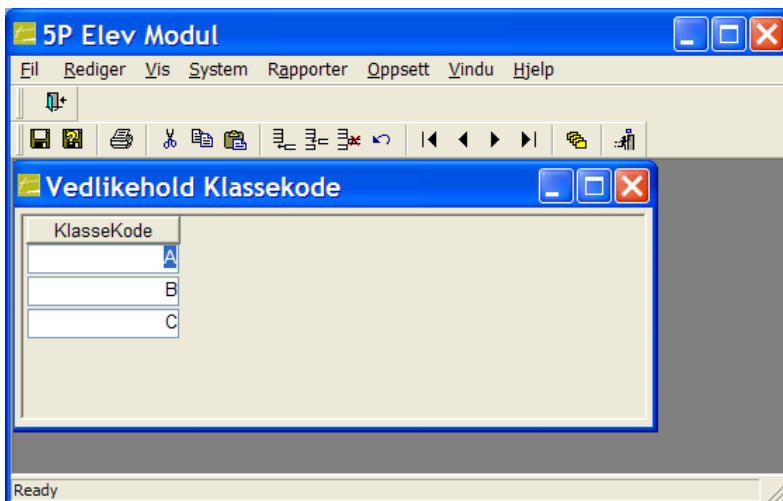 5P Elev Modul
Fil Rediger Vis System Rapporter Oppsett Vindu Hjelp
Vedlikehold Klassekode
KlasseKode
A
B
C
Ready